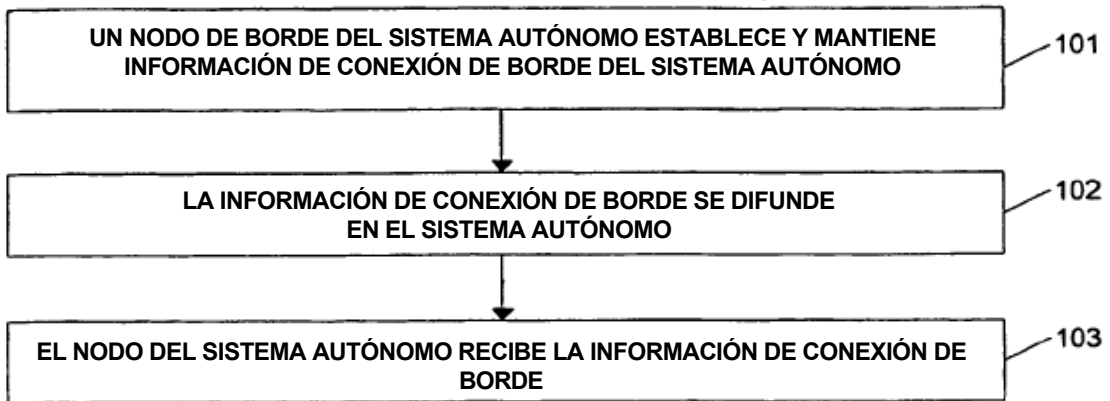 UN NODO DE BORDE DEL SISTEMA AUTÓNOMO ESTABLECE Y MANTIENE
INFORMACIÓN DE CONEXIÓN DE BORDE DEL SISTEMA AUTÓNOMO
101
LA INFORMACIÓN DE CONEXIÓN DE BORDE SE DIFUNDE
EN EL SISTEMA AUTÓNOMO
102
EL NODO DEL SISTEMA AUTÓNOMO RECIBE LA INFORMACIÓN DE CONEXIÓN DE
BORDE
103